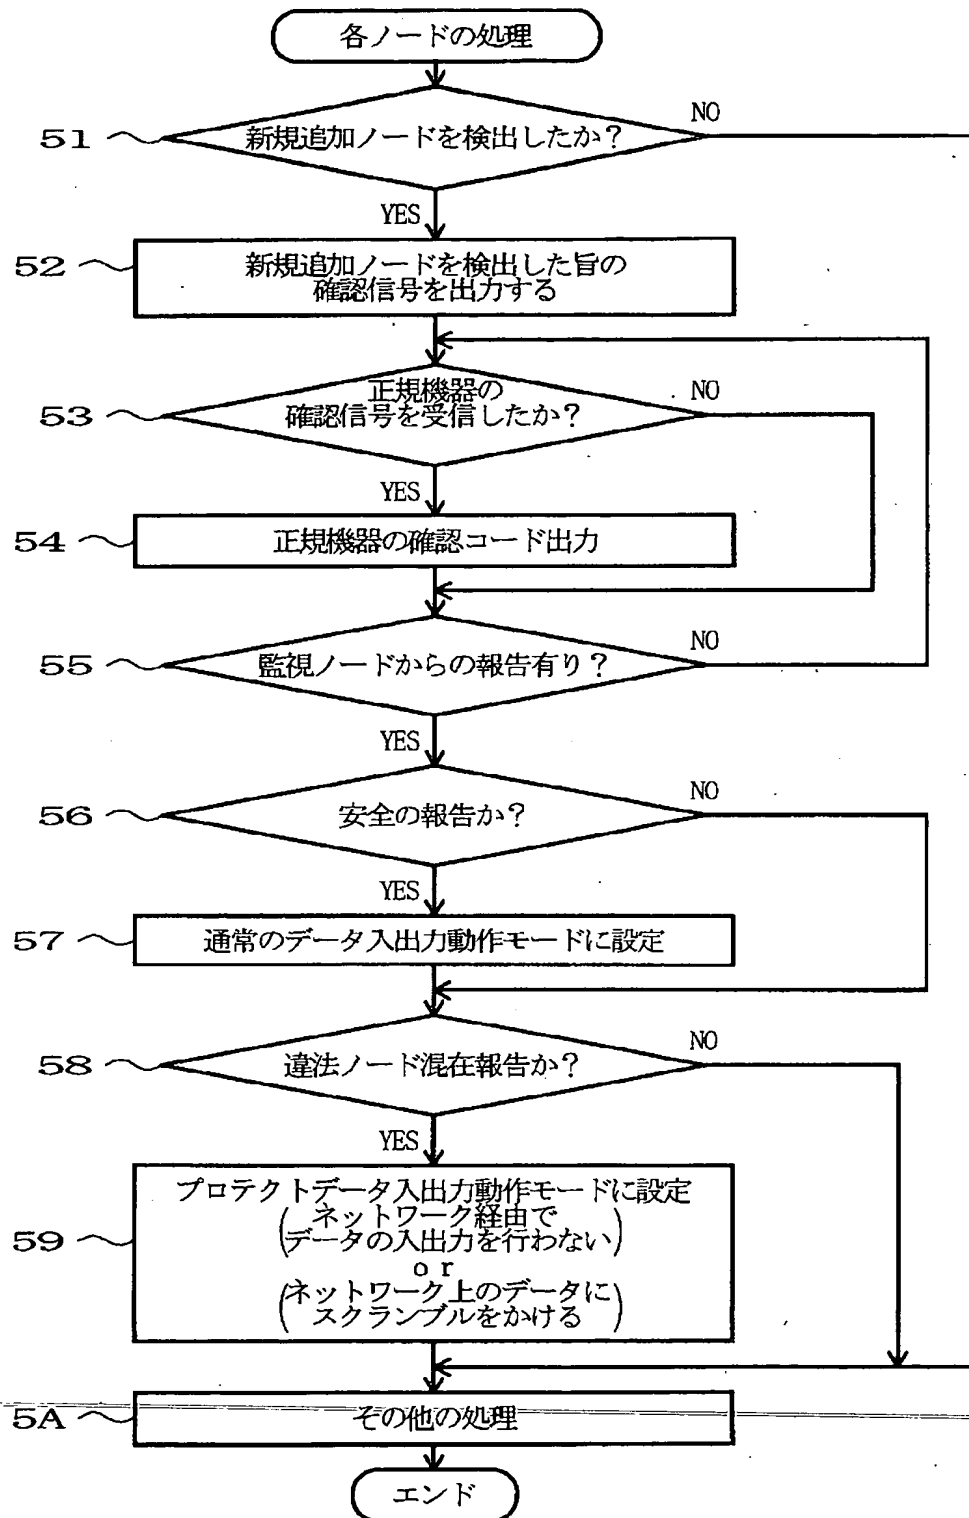 各ノードの処理
51
新規追加ノードを検出したか？
NO
YES
52
新規追加ノードを検出した旨の
確認信号を出力する
53
正規機器の
確認信号を受信したか？
NO
YES
54
正規機器の確認コード出力
55
監視ノードからの報告有り？
NO
YES
56
安全の報告か？
NO
YES
57
通常のデータ入出力動作モードに設定
58
違法ノード混在報告か？
NO
YES
59
プロテクトデータ入出力動作モードに設定
（ネットワーク経由で
データの入出力を行わない）
or
（ネットワーク上のデータに
スクランブルをかける）
5A
その他の処理
エンド